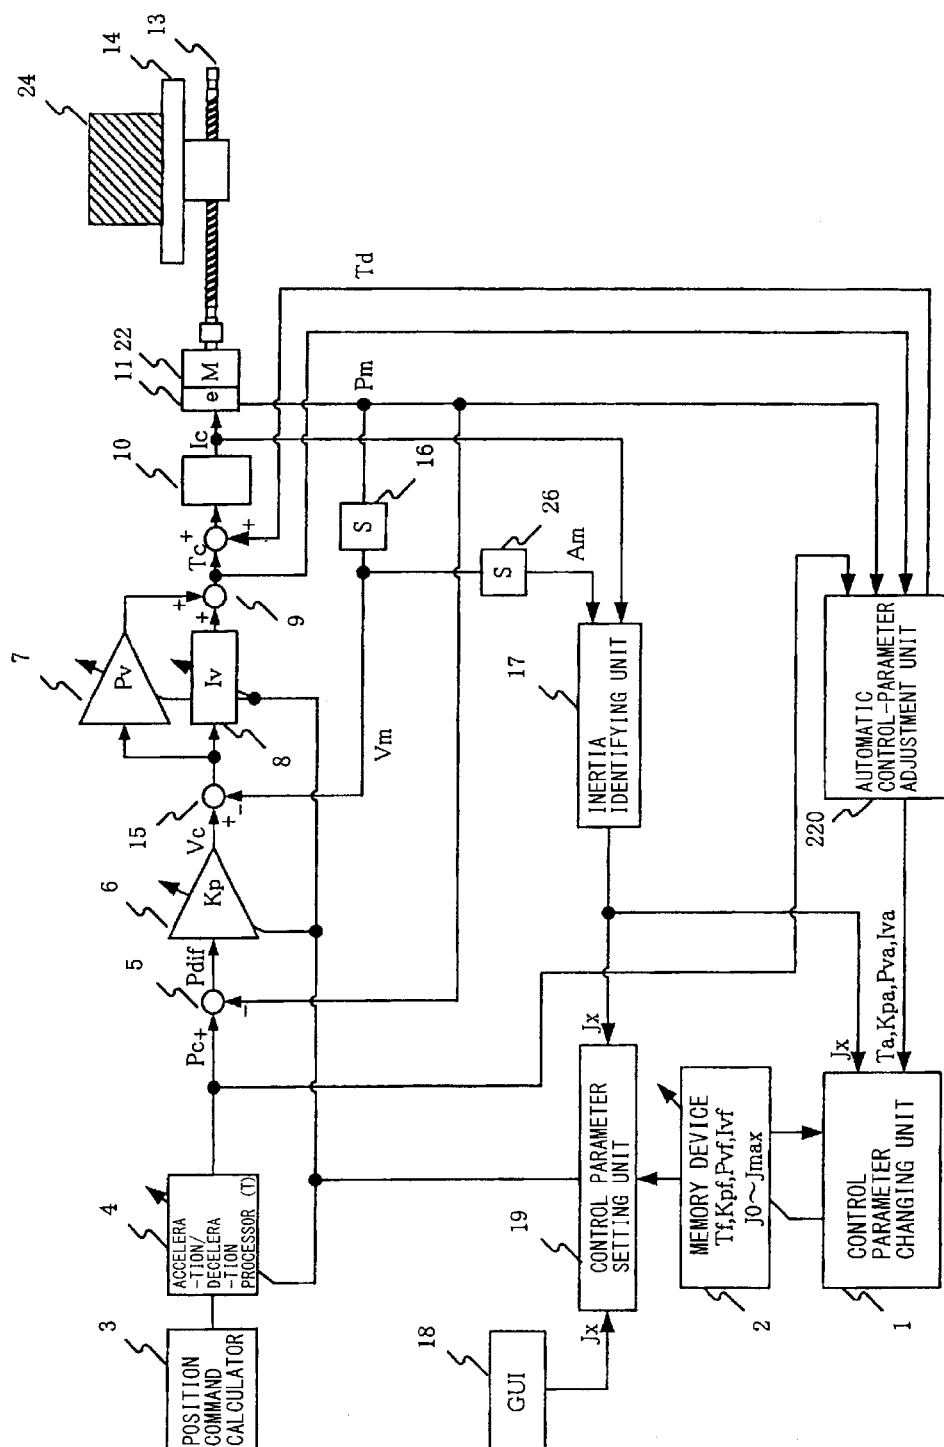 24
14
13
7
Pv
10
11 22
e M
Ic
3
POSITION
COMMAND
CALCULATOR
4
ACCELERA
-TION/
DECELERA
-TION
PROCESSOR (T)
Pc+
5
-
Pdif
6
Kp
Vc
15
+
-
Iv
8
+
+
9
Tc
+
+
Td
Pm
S
16
Vm
S
26
Am
17
INERTIA
IDENTIFYING UNIT
18
GUI
Jx
19
CONTROL PARAMETER
SETTING UNIT
Jx
2
MEMORY DEVICE
Tf,Kpf,Pvf,Ivf
J0~Jmax
1
CONTROL
PARAMETER
CHANGING UNIT
Jx
Ta,Kpa,Pva,Iva
220
AUTOMATIC
CONTROL-PARAMETER
ADJUSTMENT UNIT